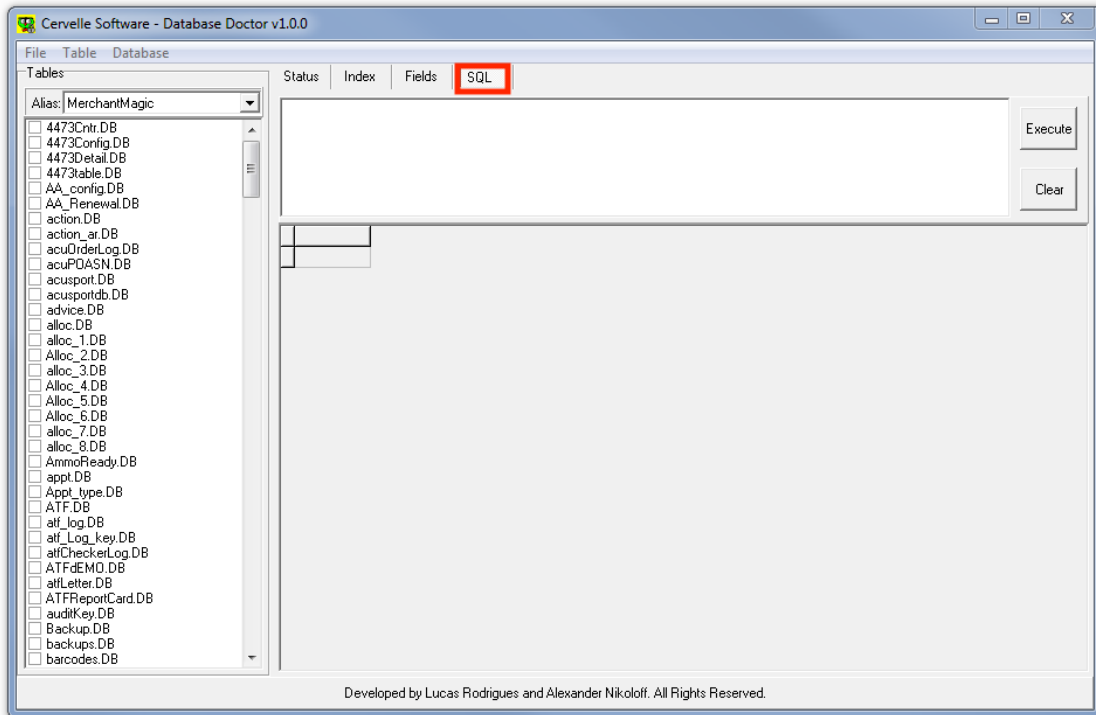 Cervelle Software - Database Doctor v1.0.0
File Table Database
Tables
Alias: MerchantMagic
4473Cntr.DB
4473Config.DB
4473Detail.DB
4473table.DB
AA_config.DB
AA_Renewal.DB
action.DB
action_ar.DB
acuOrderLog.DB
acuPOASN.DB
acusport.DB
acusportdb.DB
advice.DB
alloc.DB
alloc_1.DB
Alloc_2.DB
alloc_3.DB
Alloc_4.DB
Alloc_5.DB
Alloc_6.DB
alloc_7.DB
alloc_8.DB
AmmoReady.DB
appt.DB
Appt_type.DB
ATF.DB
atf_log.DB
atf_Log_key.DB
atfCheckerLog.DB
ATFdEMO.DB
atfLetter.DB
ATFReportCard.DB
auditKey.DB
Backup.DB
backups.DB
barcodes.DB
Status Index Fields SQL
Execute
Clear
Developed by Lucas Rodrigues and Alexander Nikoloff. All Rights Reserved.